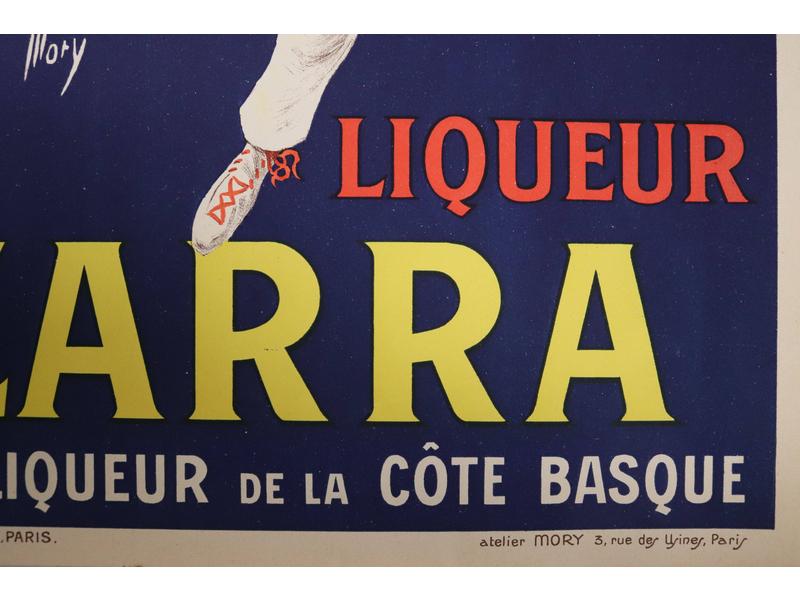 Mory
LIQUEUR
ZARRA
LIQUEUR DE LA CÔTE BASQUE
.PARIS.
atelier MORY 3, rue des Usines, Paris